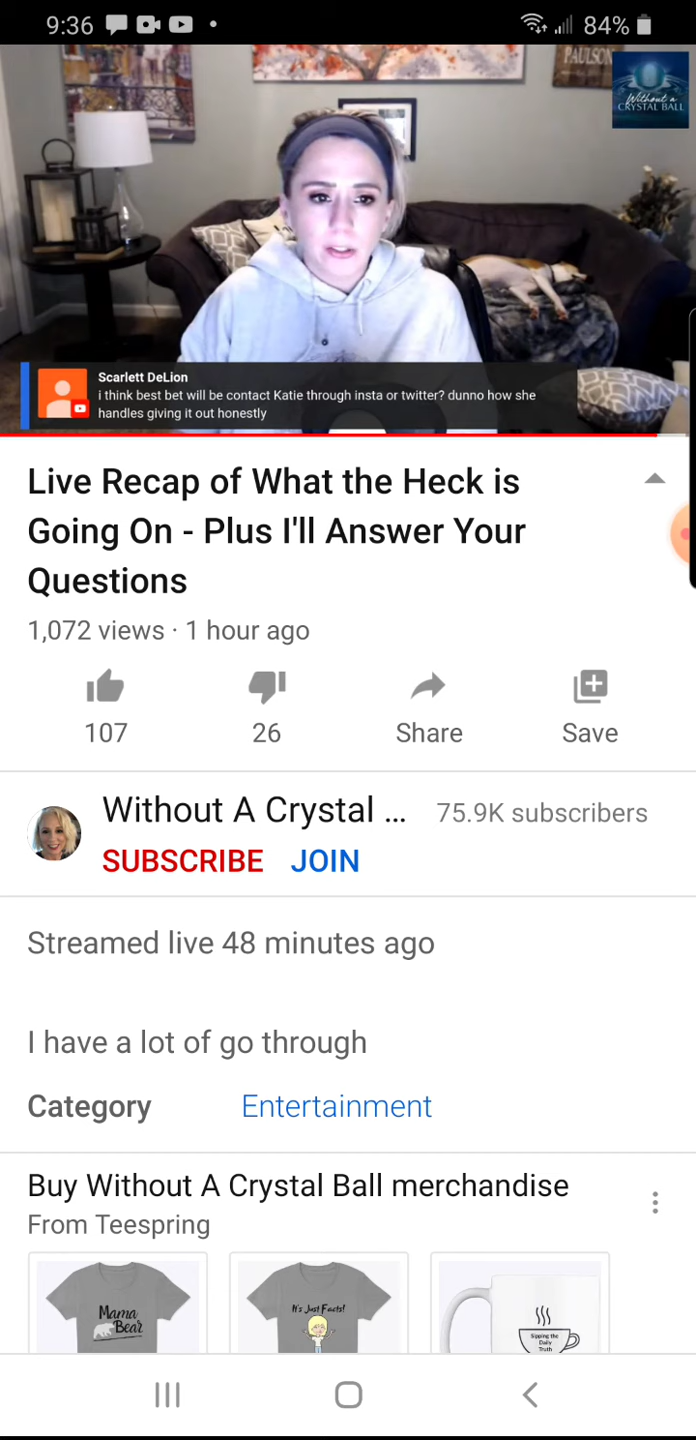 9:36
84%
PAULSON
Without a
CRYSTAL BALL
Scarlett DeLion
i think best bet will be contact Katie through insta or twitter? dunno how she
handles giving it out honestly
Live Recap of What the Heck is
Going On - Plus I'll Answer Your
Questions
1,072 views · 1 hour ago
107
26
Share
Save
Without A Crystal ...
75.9K subscribers
SUBSCRIBE
JOIN
Streamed live 48 minutes ago
I have a lot of go through
Category
Entertainment
Buy Without A Crystal Ball merchandise
From Teespring
Mama
Bear
It's Just Facts!
Sipping the
Daily
Truth